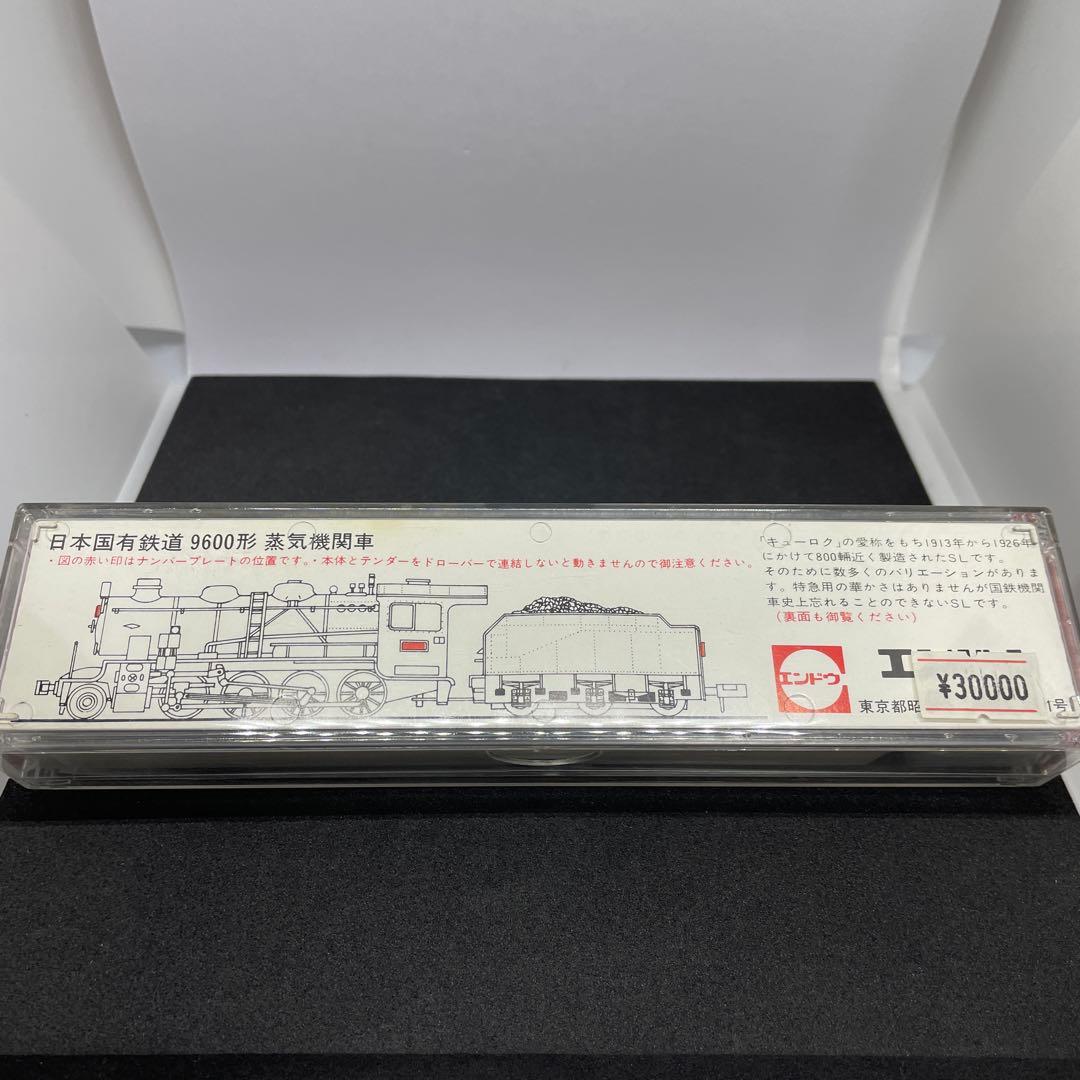 日本国有鉄道 9600形 蒸気機関車
・図の赤い印はナンバープレートの位置です。・本体とテンダーをドローバーで連結しないと動きませんので御注意ください。
「キューロク」の愛称をもち1913年から1926年
にかけて800輛近く製造されたSLです。
そのために数多くのバリエーションがありま
す。特急用の華かさはありませんが国鉄機関
車史上忘れることのできないSLです。
(裏面も御覧ください)
エンドウ
¥30000
東京都昭
1号